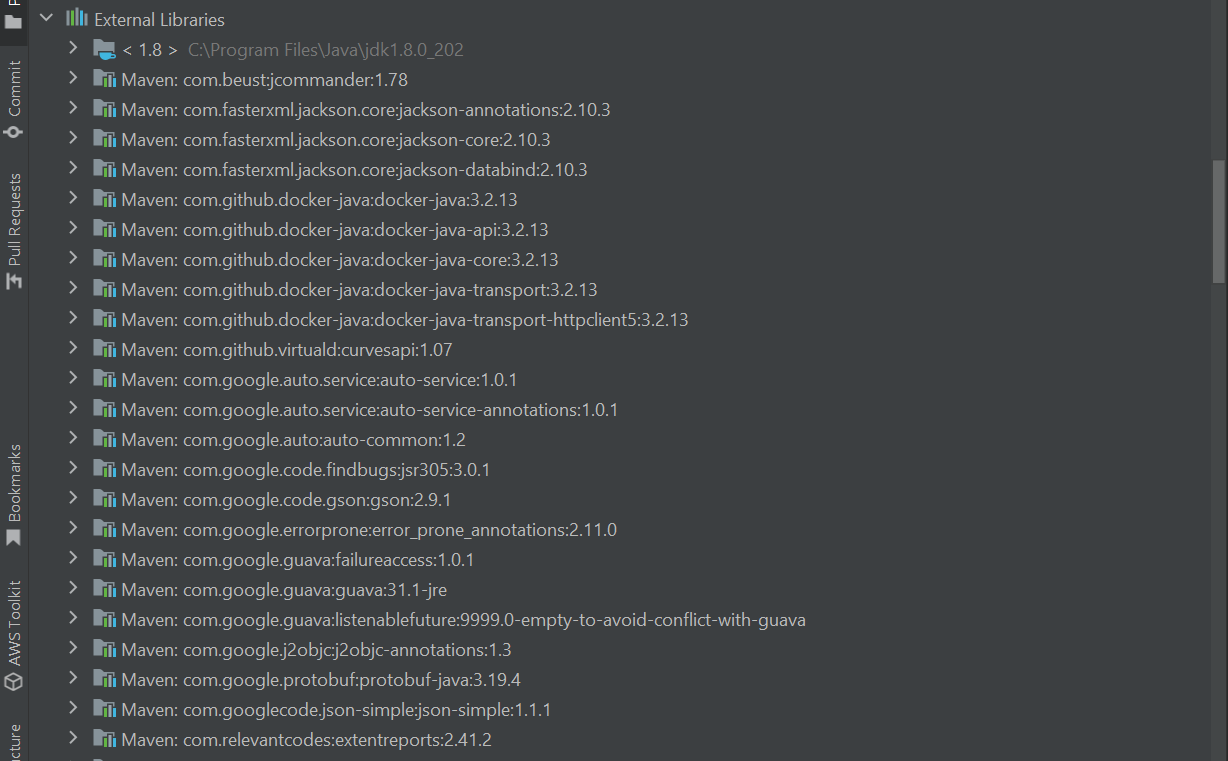 External Libraries
< 1.8 > C:\Program Files\Java\jdk1.8.0_202
Maven: com.beust:jcommander:1.78
Maven: com.fasterxml.jackson.core:jackson-annotations:2.10.3
Maven: com.fasterxml.jackson.core:jackson-core:2.10.3
Maven: com.fasterxml.jackson.core:jackson-databind:2.10.3
Maven: com.github.docker-java:docker-java:3.2.13
Maven: com.github.docker-java:docker-java-api:3.2.13
Maven: com.github.docker-java:docker-java-core:3.2.13
Maven: com.github.docker-java:docker-java-transport:3.2.13
Maven: com.github.docker-java:docker-java-transport-httpclient5:3.2.13
Maven: com.github.virtuald:curvesapi:1.07
Maven: com.google.auto.service:auto-service:1.0.1
Maven: com.google.auto.service:auto-service-annotations:1.0.1
Maven: com.google.auto:auto-common:1.2
Maven: com.google.code.findbugs:jsr305:3.0.1
Maven: com.google.code.gson:gson:2.9.1
Maven: com.google.errorprone:error_prone_annotations:2.11.0
Maven: com.google.guava:failureaccess:1.0.1
Maven: com.google.guava:guava:31.1-jre
Maven: com.google.guava:listenablefuture:9999.0-empty-to-avoid-conflict-with-guava
Maven: com.google.j2objc:j2objc-annotations:1.3
Maven: com.google.protobuf:protobuf-java:3.19.4
Maven: com.googlecode.json-simple:json-simple:1.1.1
Maven: com.relevantcodes:extentreports:2.41.2
Commit
Pull Requests
Bookmarks
AWS Toolkit